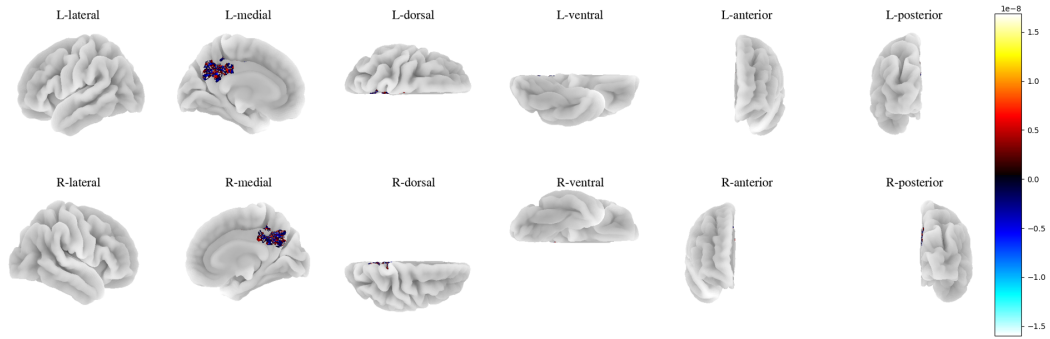 L-lateral L-medial L-dorsal L-ventral L-anterior L-posterior
R-lateral R-medial R-dorsal R-ventral R-anterior R-posterior
1e−8
1.5
1.0
0.5
0.0
−0.5
−1.0
−1.5